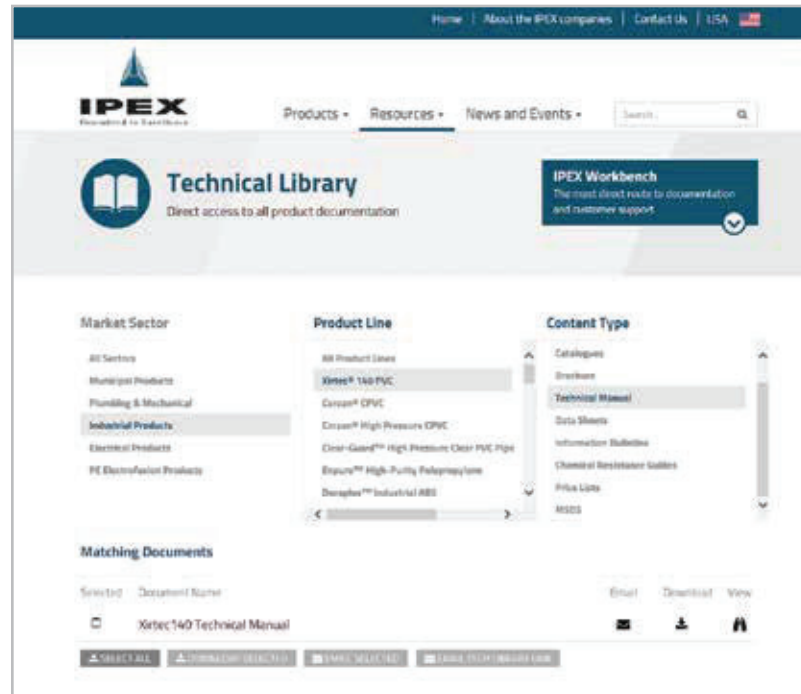 Home | About the IPEX companies | Contact Us | USA
IPEX
Products Resources News and Events Search
Technical Library
Direct access to all product documentation
IPEX Workbench
The most direct route to documentation
and customer support
Market Sector
All Sectors
Municipal Products
Plumbing & Mechanical
Industrial Products
Electrical Products
PE Electrofusion Products
Product Line
All Product Lines
Xirtec® 140 PVC
Corzan® CPVC
Corzan® High Pressure CPVC
Clear-Guard™ High Pressure Clear PVC Pipe
Enpure™ High-Purity Polypropylene
Duraplus™ Industrial ABS
Content Type
Catalogues
Brochure
Technical Manual
Data Sheets
Information Bulletins
Chemical Resistance Guides
Price Lists
MSDS
Matching Documents
Selected Document Name Email Download View
Xirtec140 Technical Manual
SELECT ALL DOWNLOAD SELECTED EMAIL SELECTED EMAIL TECH LIBRARY LINK